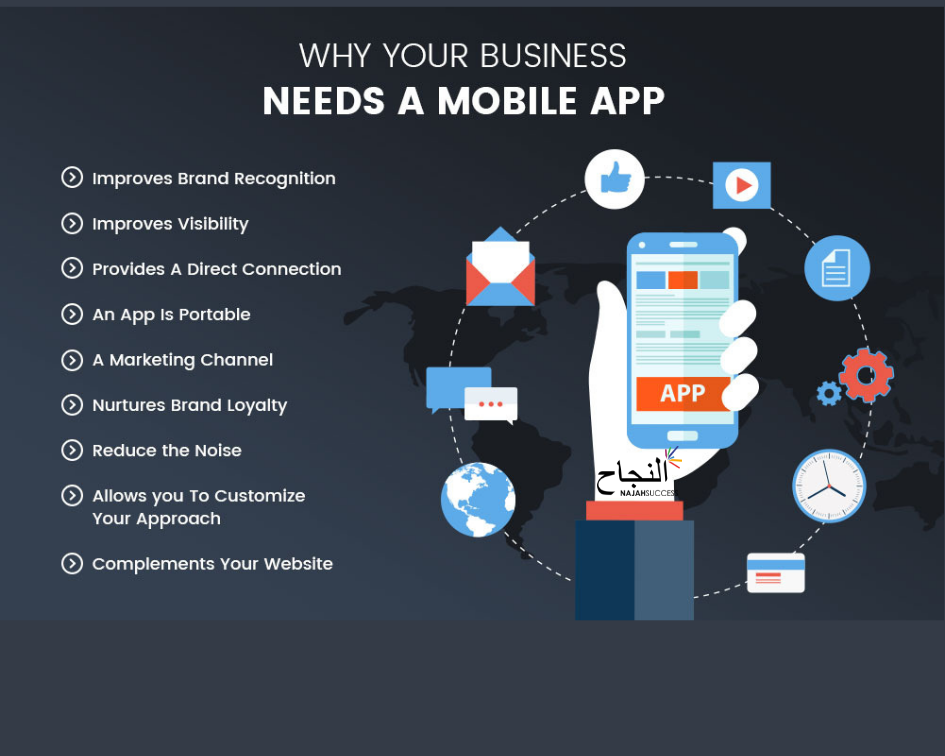 WHY YOUR BUSINESS
NEEDS A MOBILE APP
Improves Brand Recognition
Improves Visibility
Provides A Direct Connection
An App Is Portable
A Marketing Channel
Nurtures Brand Loyalty
Reduce the Noise
Allows you To Customize
Your Approach
Complements Your Website
APP
النجاح
NAJAHSUCCESS